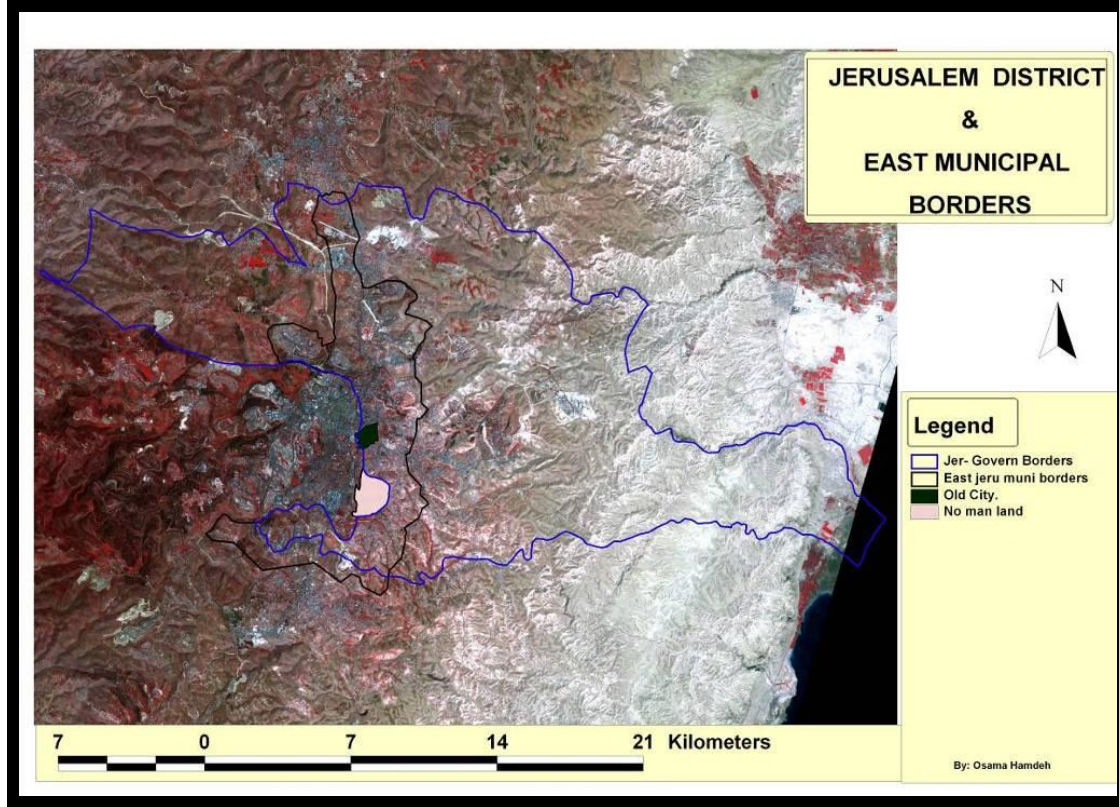 JERUSALEM DISTRICT
&
EAST MUNICIPAL
BORDERS
N
Legend
Jer- Govern Borders
East jeru muni borders
Old City.
No man land
7 0 7 14 21 Kilometers
By: Osama Hamdeh